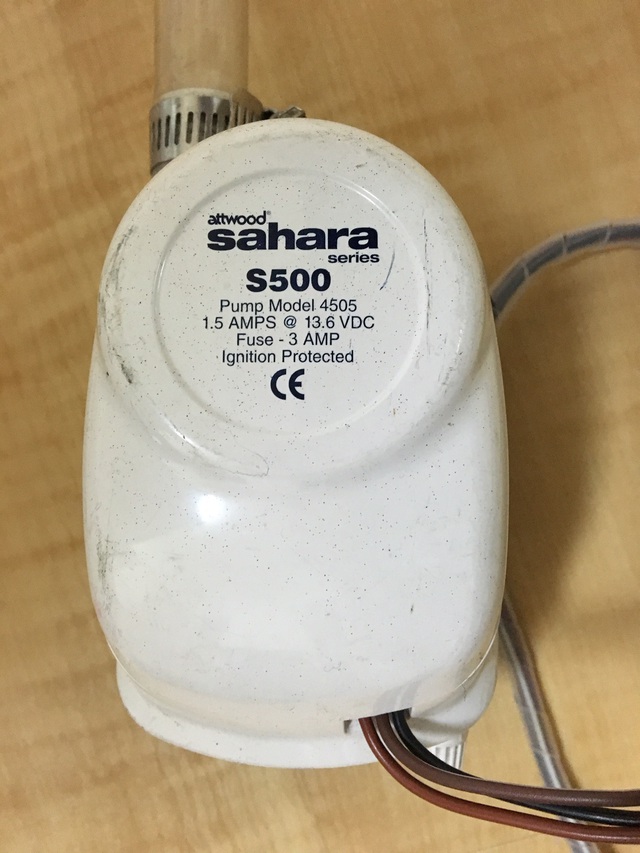 attwood®
sahara
series
S500
Pump Model 4505
1.5 AMPS @ 13.6 VDC
Fuse - 3 AMP
Ignition Protected
CE